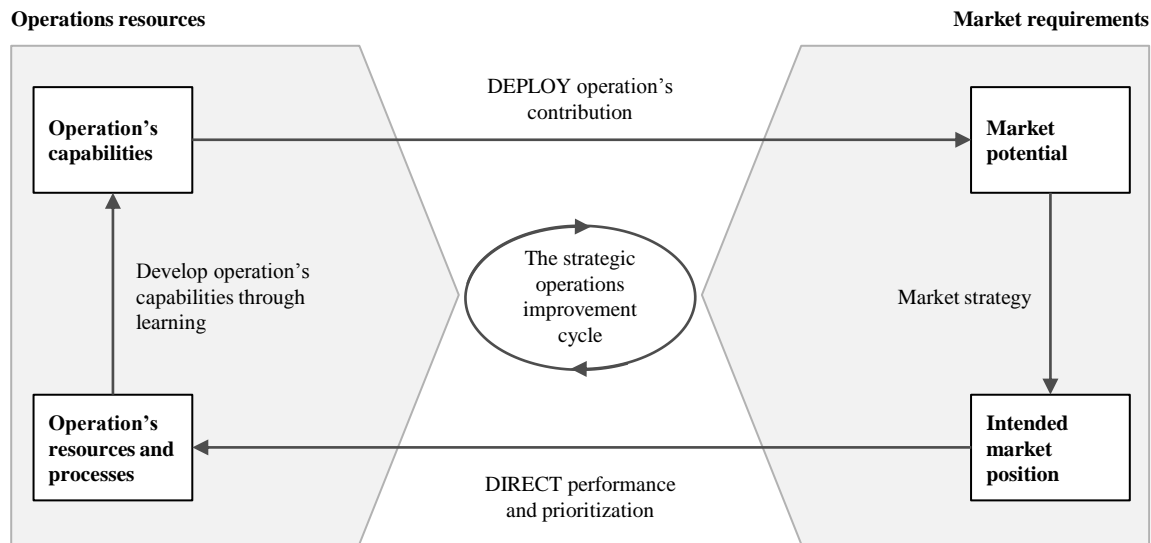 Operations resources
Market requirements
DEPLOY operation’s
contribution
Operation’s
capabilities
Market
potential
The strategic
operations
improvement
cycle
Develop operation’s
capabilities through
learning
Market strategy
Operation’s
resources and
processes
Intended
market
position
DIRECT performance
and prioritization